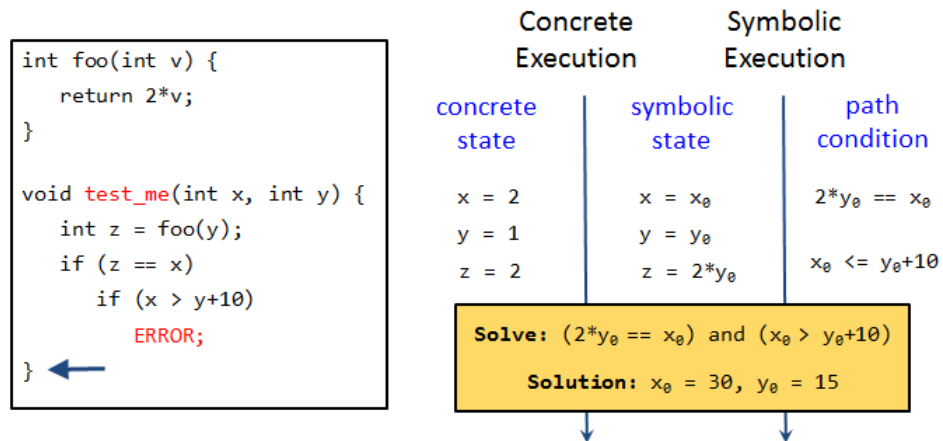 int foo(int v) {
return 2*v;
}
void test_me(int x, int y) {
int z = foo(y);
if (z == x)
if (x > y+10)
ERROR;
}
Concrete Execution
Symbolic Execution
concrete state
symbolic state
path condition
x = 2
y = 1
z = 2
x = x₀
y = y₀
z = 2*y₀
2*y₀ == x₀
x₀ <= y₀+10
Solve: (2*y₀ == x₀) and (x₀ > y₀+10)
Solution: x₀ = 30, y₀ = 15